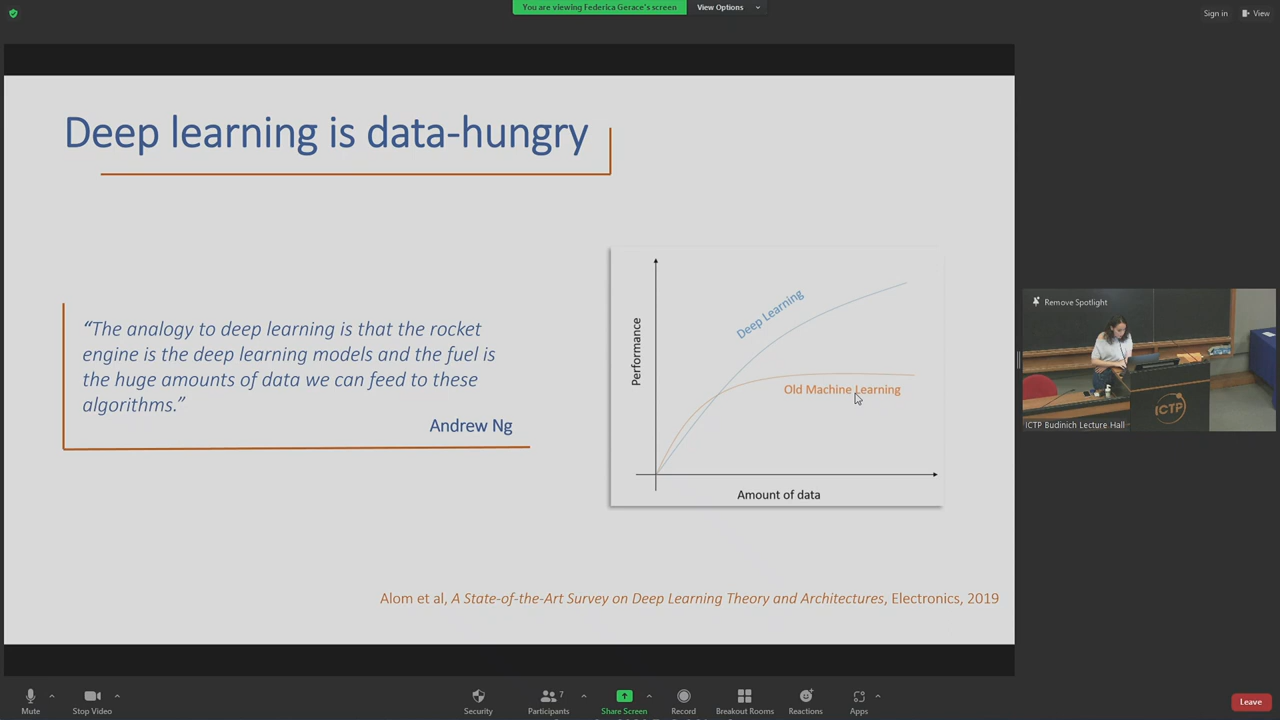 You are viewing Federica Gerace's screen
View Options
Sign in
View
Deep learning is data-hungry
“The analogy to deep learning is that the rocket
engine is the deep learning models and the fuel is
the huge amounts of data we can feed to these
algorithms.”
Andrew Ng
Performance
Deep Learning
Old Machine Learning
Amount of data
Alom et al, A State-of-the-Art Survey on Deep Learning Theory and Architectures, Electronics, 2019
Remove Spotlight
ICTP
ICTP Budinich Lecture Hall
Mute
Stop Video
Security
Participants
7
Share Screen
Record
Breakout Rooms
Reactions
Apps
Leave